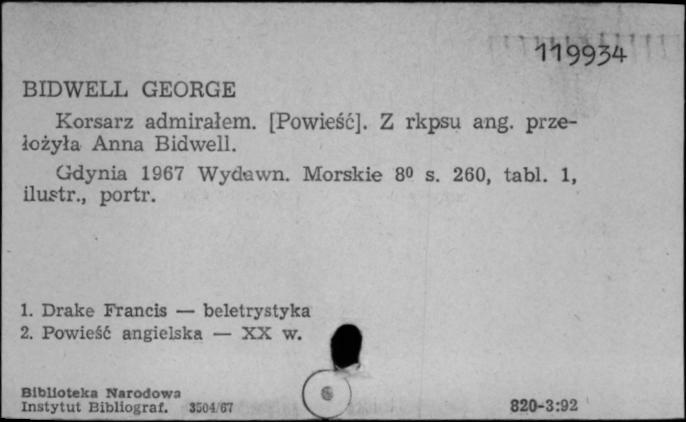 119934
BIDWELL GEORGE
Korsarz admirałem. [Powieść]. Z rkpsu ang. prze-
łożyła Anna Bidwell.
Gdynia 1967 Wydawn. Morskie 8⁰ s. 260, tabl. 1,
ilustr., portr.
1. Drake Francis — beletrystyka
2. Powieść angielska — XX w.
Biblioteka Narodowa
Instytut Bibliograf. 3504/67
820-3:92